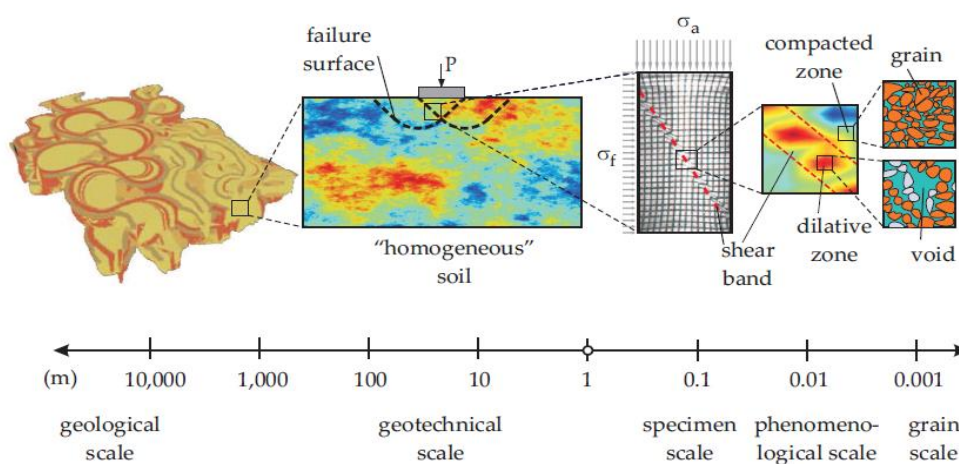 failure
surface
P
σa
compacted
zone
grain
σf
"homogeneous"
soil
shear
band
dilative
zone
void
(m)
10,000
1,000
100
10
1
0.1
0.01
0.001
geological
scale
geotechnical
scale
specimen
scale
phenomeno-
logical scale
grain
scale